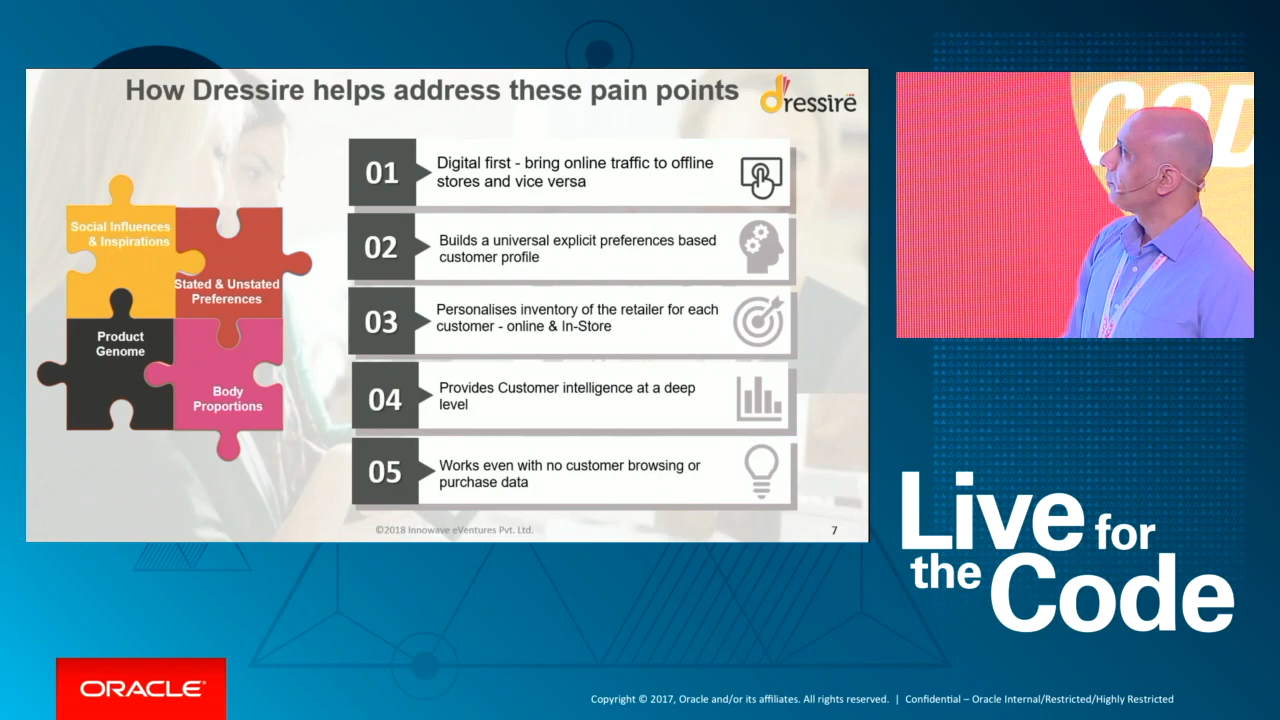 How Dressire helps address these pain points
dressire
Social Influences
& Inspirations
Stated & Unstated
Preferences
Product
Genome
Body
Proportions
01
Digital first - bring online traffic to offline
stores and vice versa
02
Builds a universal explicit preferences based
customer profile
03
Personalises inventory of the retailer for each
customer - online & In-Store
04
Provides Customer intelligence at a deep
level
05
Works even with no customer browsing or
purchase data
©2018 Innowave eVentures Pvt. Ltd.
7
COD
Live for
the Code
ORACLE®
Copyright © 2017, Oracle and/or its affiliates. All rights reserved. | Confidential – Oracle Internal/Restricted/Highly Restricted